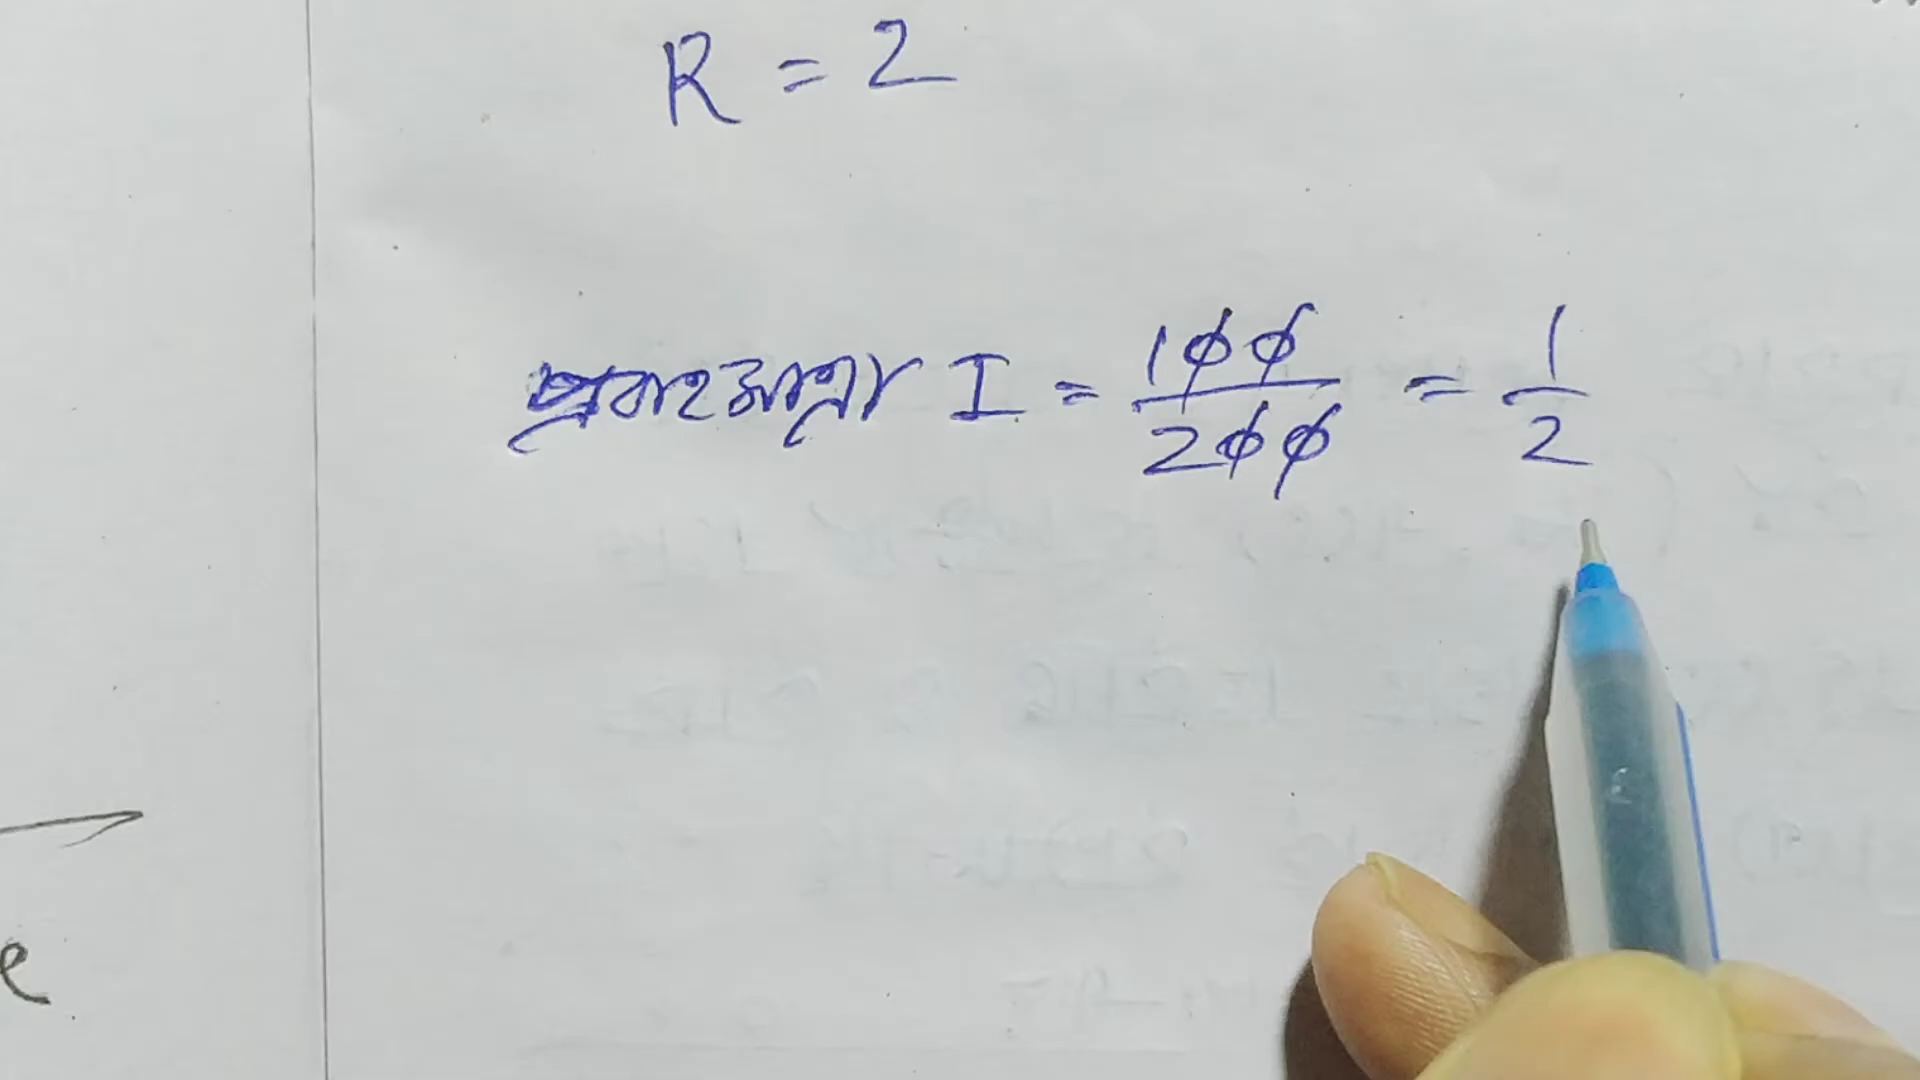 R = 2
প্রবাহমাত্রা I = 100/200 = 1/2
e